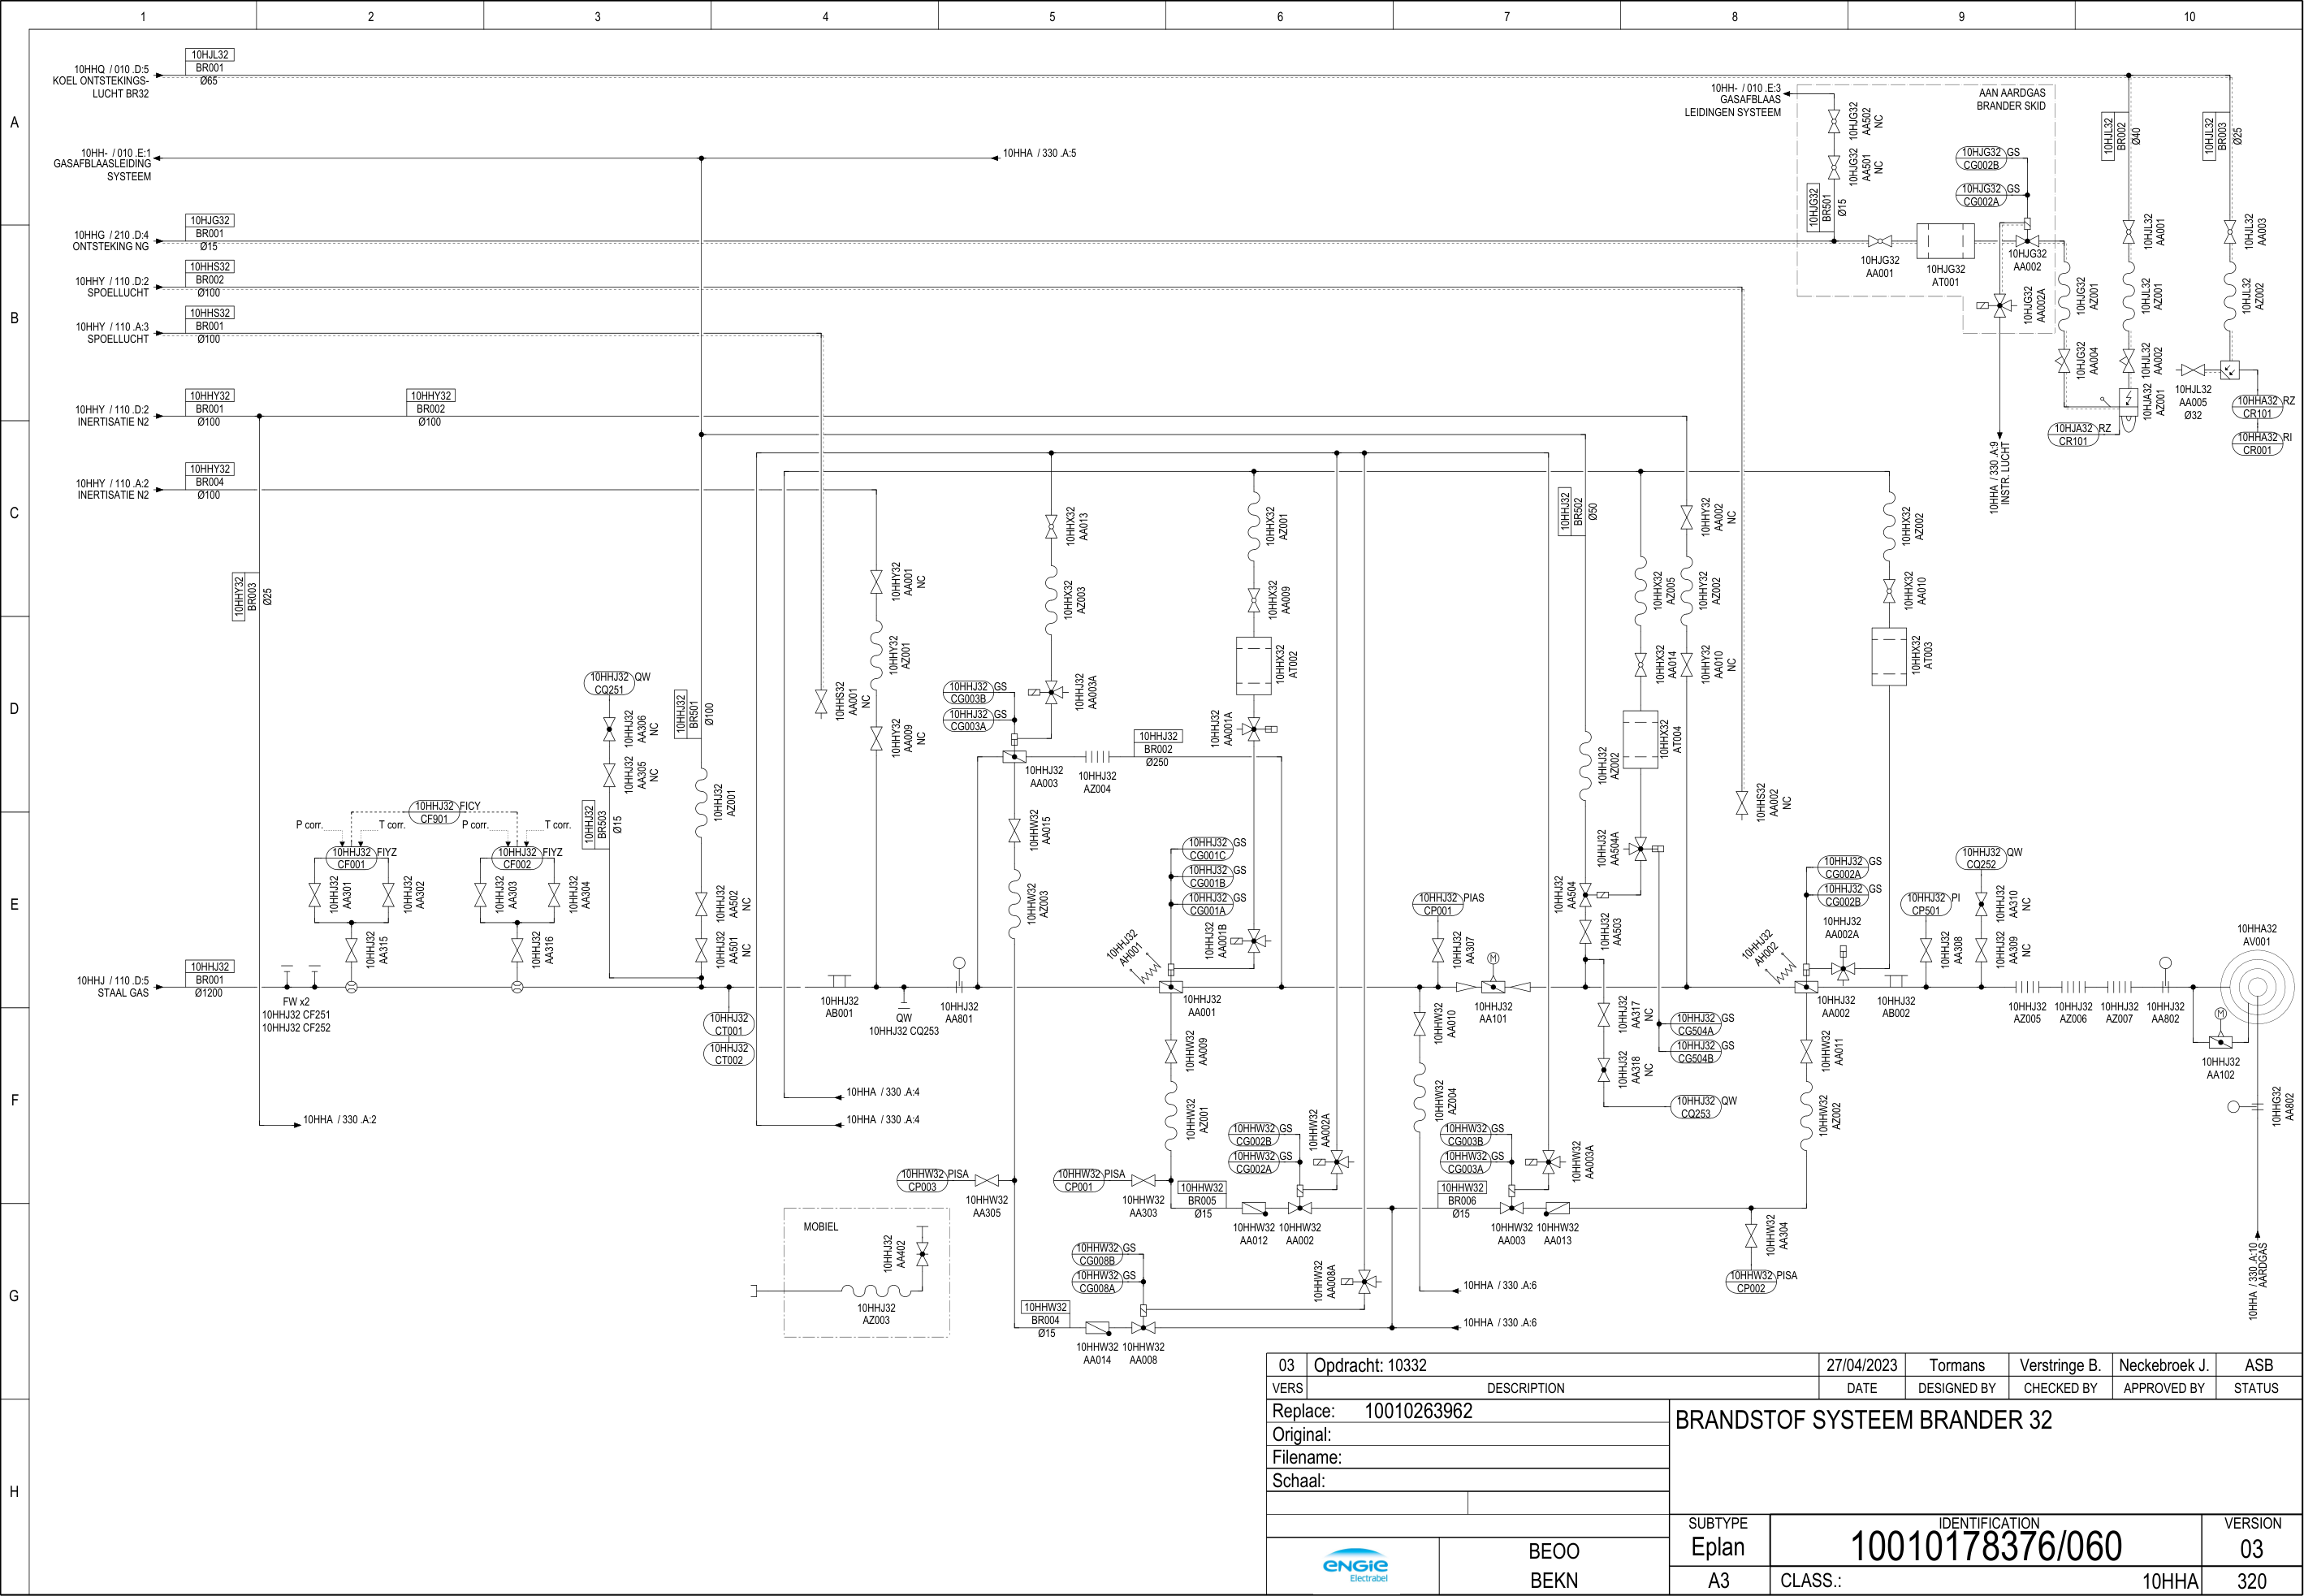 1 2 3 4 5 6 7 8 9 10
A
B
C
D
E
F
G
H
10HHQ / 010 .D:5
KOEL ONTSTEKINGS-
LUCHT BR32
10HJL32
BR001
Ø65
10HH- / 010 .E:1
GASAFBLAASLEIDING
SYSTEEM
10HHA / 330 .A:5
10HHG / 210 .D:4
ONTSTEKING NG
10HJG32
BR001
Ø15
10HHY / 110 .D:2
SPOELLUCHT
10HHS32
BR002
Ø100
10HHY / 110 .A:3
SPOELLUCHT
10HHS32
BR001
Ø100
10HHY / 110 .D:2
INERTISATIE N2
10HHY32
BR001
Ø100
10HHY32
BR002
Ø100
10HHY / 110 .A:2
INERTISATIE N2
10HHY32
BR004
Ø100
10HHY32
BR003
Ø25
10HH- / 010 .E:3
GASAFBLAAS
LEIDINGEN SYSTEEM
AAN AARDGAS
BRANDER SKID
10HJG32
AA502
NC
10HJG32
AA501
NC
10HJG32
BR501
Ø15
10HJG32 GS
CG002B
10HJG32 GS
CG002A
10HJG32
AA001
10HJG32
AT001
10HJG32
AA002
10HJG32
AA002A
10HJG32
AZ001
10HJG32
AA004
10HJL32
BR002
Ø40
10HJL32
BR003
Ø25
10HJL32
AA001
10HJL32
AZ001
10HJL32
AA002
10HJL32
AA003
10HJL32
AZ002
10HJA32
AZ001
10HJL32
AA005
Ø32
10HJA32 RZ
CR101
10HHA32 RZ
CR101
10HHA32 RI
CR001
10HHA / 330 .A:9
INSTR. LUCHT
10HHJ32 QW
CQ251
10HHJ32
AA306
NC
10HHJ32
AA305
NC
10HHJ32
BR503
Ø15
10HHJ32
BR501
Ø100
10HHJ32
AZ001
10HHJ32
AA502
NC
10HHJ32
AA501
NC
10HHJ32 FICY
CF901
P corr.
T corr.
P corr.
T corr.
10HHJ32 FIYZ
CF001
10HHJ32 FIYZ
CF002
10HHJ32
AA301
10HHJ32
AA302
10HHJ32
AA303
10HHJ32
AA304
10HHJ32
AA315
10HHJ32
AA316
10HHJ / 110 .D:5
STAAL GAS
10HHJ32
BR001
Ø1200
FW x2
10HHJ32 CF251
10HHJ32 CF252
10HHJ32
CT001
10HHJ32
CT002
10HHJ32
AB001
QW
10HHJ32 CQ253
10HHJ32
AA801
10HHS32
AA001
NC
10HHY32
AA001
NC
10HHY32
AZ001
10HHY32
AA009
NC
10HHX32
AA013
10HHX32
AZ003
10HHJ32
AA003A
10HHJ32 GS
CG003B
10HHJ32 GS
CG003A
10HHJ32
AA003
10HHJ32
AZ004
10HHJ32
BR002
Ø250
10HHX32
AZ001
10HHX32
AA009
10HHX32
AT002
10HHJ32
AA001A
10HHW32
AA015
10HHW32
AZ003
10HHJ32 GS
CG001C
10HHJ32 GS
CG001B
10HHJ32 GS
CG001A
10HHJ32
AA001B
10HHJ32
AH001
10HHJ32
AA001
10HHW32
AA009
10HHW32
AZ001
10HHJ32 PIAS
CP001
10HHJ32
AA307
M
10HHJ32
AA101
10HHW32
AA010
10HHW32
AZ004
10HHJ32
BR502
Ø50
10HHJ32
AZ002
10HHX32
AZ005
10HHX32
AA014
10HHX32
AT004
10HHJ32
AA504A
10HHJ32
AA504
10HHJ32
AA503
10HHJ32
AA317
NC
10HHJ32
AA318
NC
10HHJ32 GS
CG504A
10HHJ32 GS
CG504B
10HHJ32 QW
CQ253
10HHY32
AA002
NC
10HHY32
AZ002
10HHY32
AA010
NC
10HHS32
AA002
NC
10HHX32
AZ002
10HHX32
AA010
10HHX32
AT003
10HHJ32 GS
CG002A
10HHJ32 GS
CG002B
10HHJ32
AA002A
10HHJ32
AH002
10HHJ32
AA002
10HHJ32
AB002
10HHW32
AA011
10HHW32
AZ002
10HHJ32 PI
CP501
10HHJ32
AA308
10HHJ32 QW
CQ252
10HHJ32
AA310
NC
10HHJ32
AA309
NC
10HHJ32
AZ005
10HHJ32
AZ006
10HHJ32
AZ007
10HHJ32
AA802
10HHA32
AV001
M
10HHJ32
AA102
10HHG32
AA802
10HHA / 330 .A:10
AARDGAS
10HHA / 330 .A:2
10HHA / 330 .A:4
10HHA / 330 .A:4
10HHW32 PISA
CP003
10HHW32
AA305
10HHW32 PISA
CP001
10HHW32
AA303
10HHW32
BR005
Ø15
10HHW32
AA012
10HHW32
AA002
10HHW32 GS
CG002B
10HHW32 GS
CG002A
10HHW32
AA002A
10HHW32 GS
CG003B
10HHW32 GS
CG003A
10HHW32
AA003A
10HHW32
BR006
Ø15
10HHW32
AA003
10HHW32
AA013
10HHW32
AA304
10HHW32 PISA
CP002
MOBIEL
10HHJ32
AA402
10HHJ32
AZ003
10HHW32 GS
CG008B
10HHW32 GS
CG008A
10HHW32
AA008A
10HHW32
BR004
Ø15
10HHW32
AA014
10HHW32
AA008
10HHA / 330 .A:6
10HHA / 330 .A:6
03 Opdracht: 10332 27/04/2023 Tormans Verstringe B. Neckebroek J. ASB
VERS DESCRIPTION DATE DESIGNED BY CHECKED BY APPROVED BY STATUS
Replace: 10010263962
Original:
Filename:
Schaal:
BRANDSTOF SYSTEEM BRANDER 32
ENGIE
Electrabel
BEOO
BEKN
SUBTYPE
Eplan
A3
IDENTIFICATION
10010178376/060
VERSION
03
CLASS.: 10HHA 320